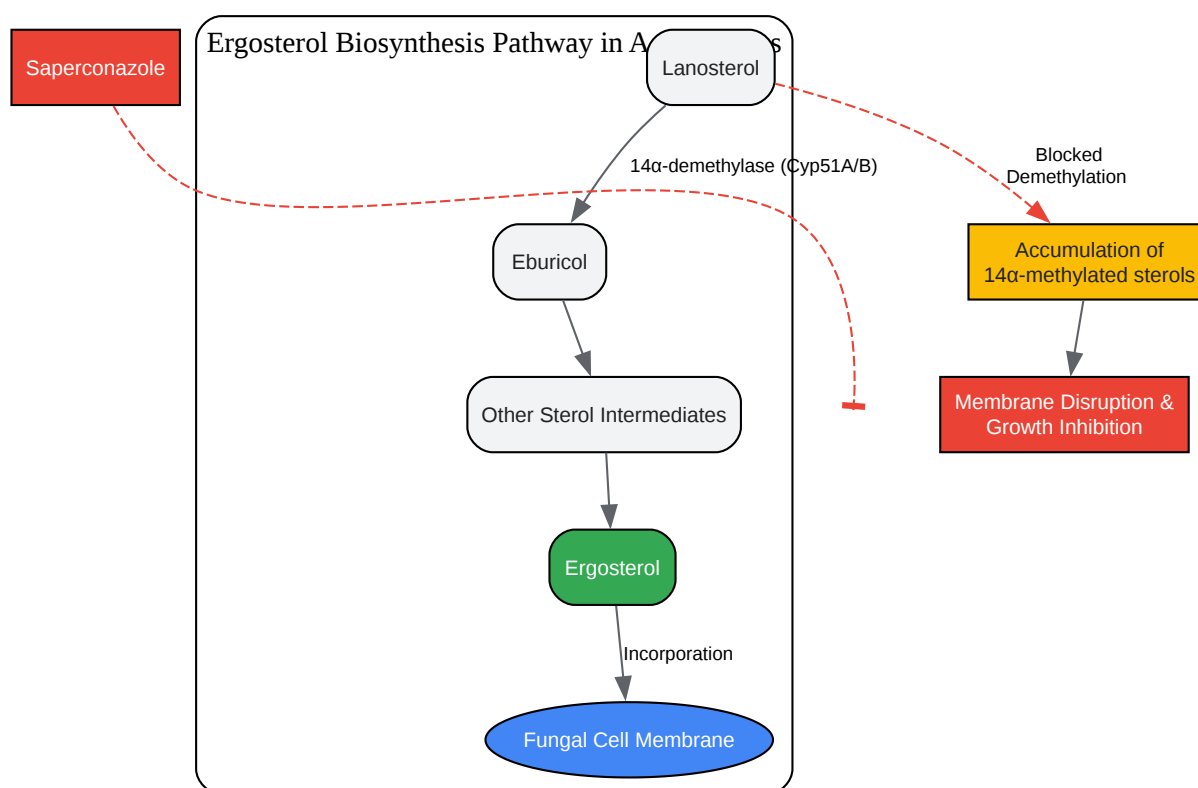 Ergosterol Biosynthesis Pathway in
Saperconazole
Lanosterol
14α-demethylase (Cyp51A/B)
Blocked
Demethylation
Eburicol
Accumulation of
14α-methylated sterols
Other Sterol Intermediates
Membrane Disruption &
Growth Inhibition
Ergosterol
Incorporation
Fungal Cell Membrane